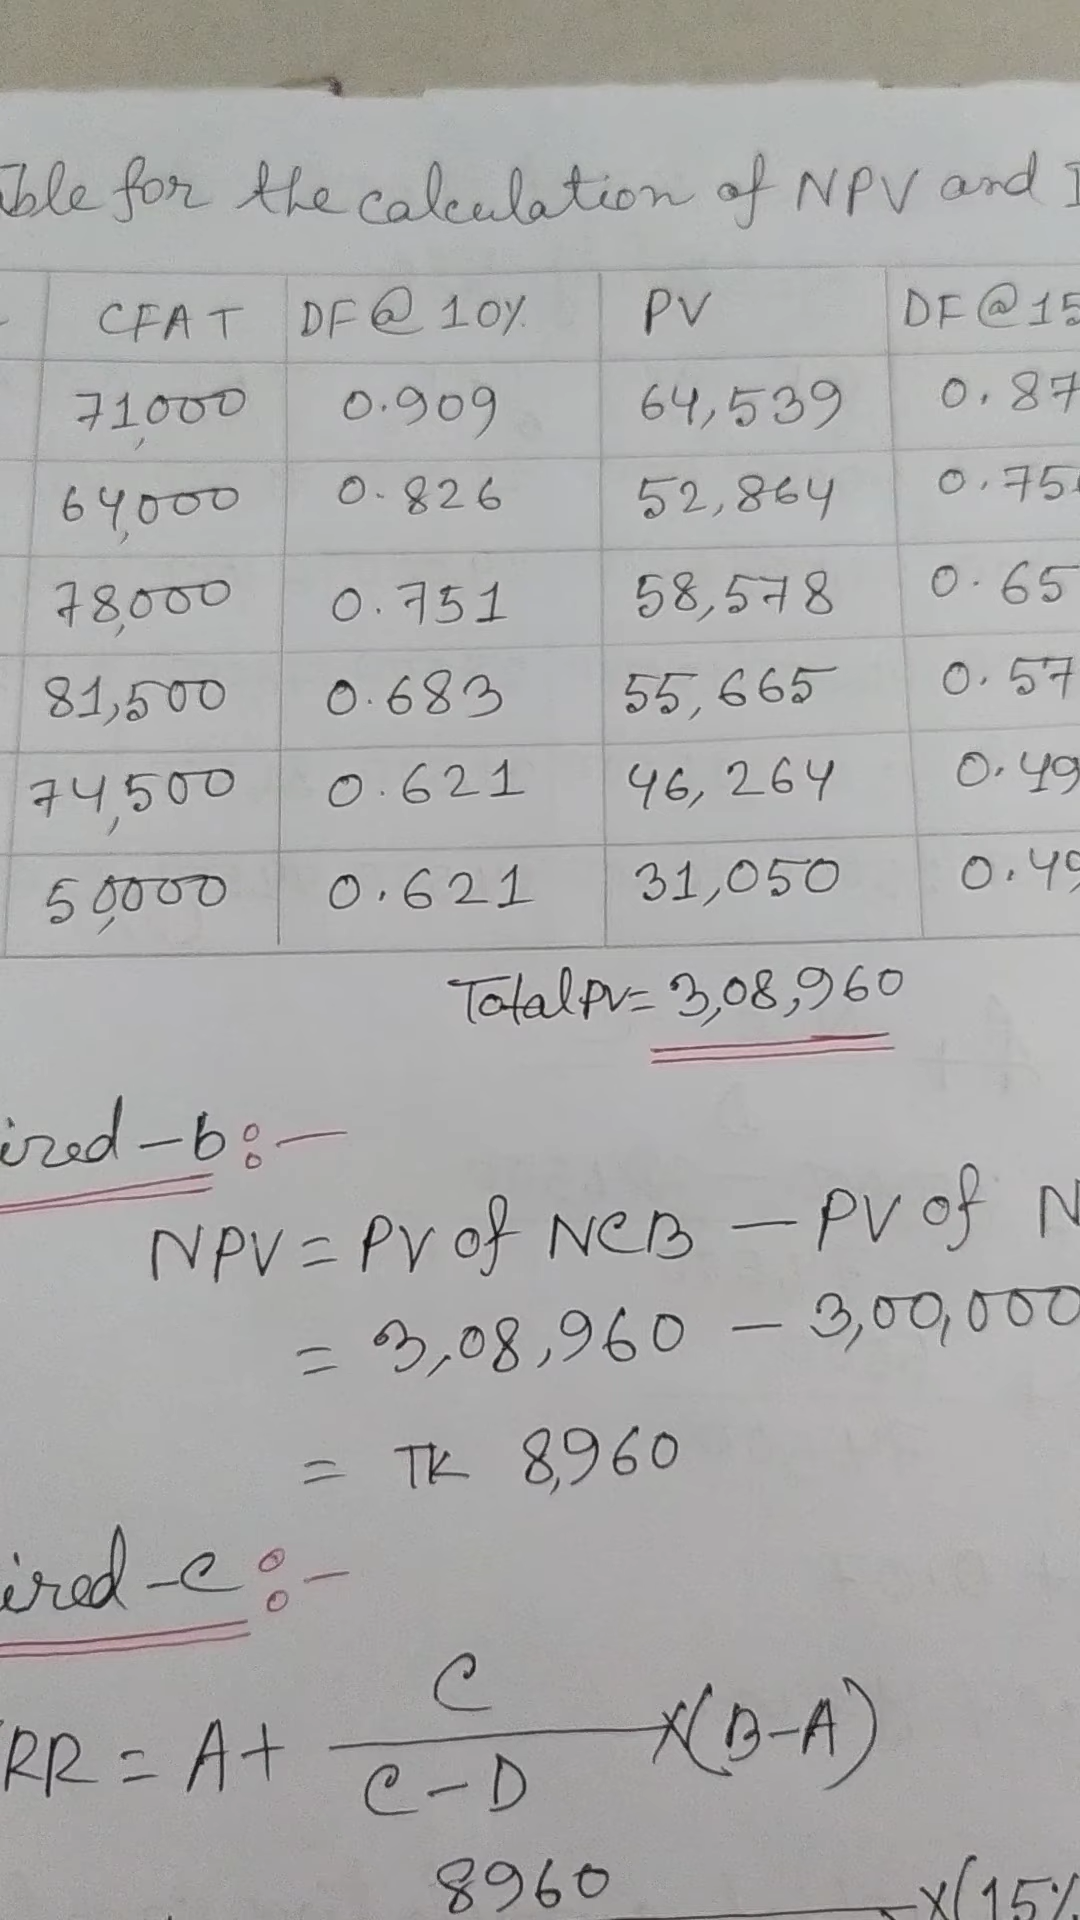 able for the calculation of NPV and I
CFAT DF@10% PV DF@15
71,000 0.909 64,539 0.87
64,000 0.826 52,864 0.75
78,000 0.751 58,578 0.65
81,500 0.683 55,665 0.57
74,500 0.621 46,264 0.49
50,000 0.621 31,050 0.49
Total PV= 3,08,960
ired-b:-
NPV = PV of NCB - PV of N
= 3,08,960 - 3,00,000
= TK 8,960
ired-c:-
RR = A+ C / C-D ×(B-A)
8960 ×(15%